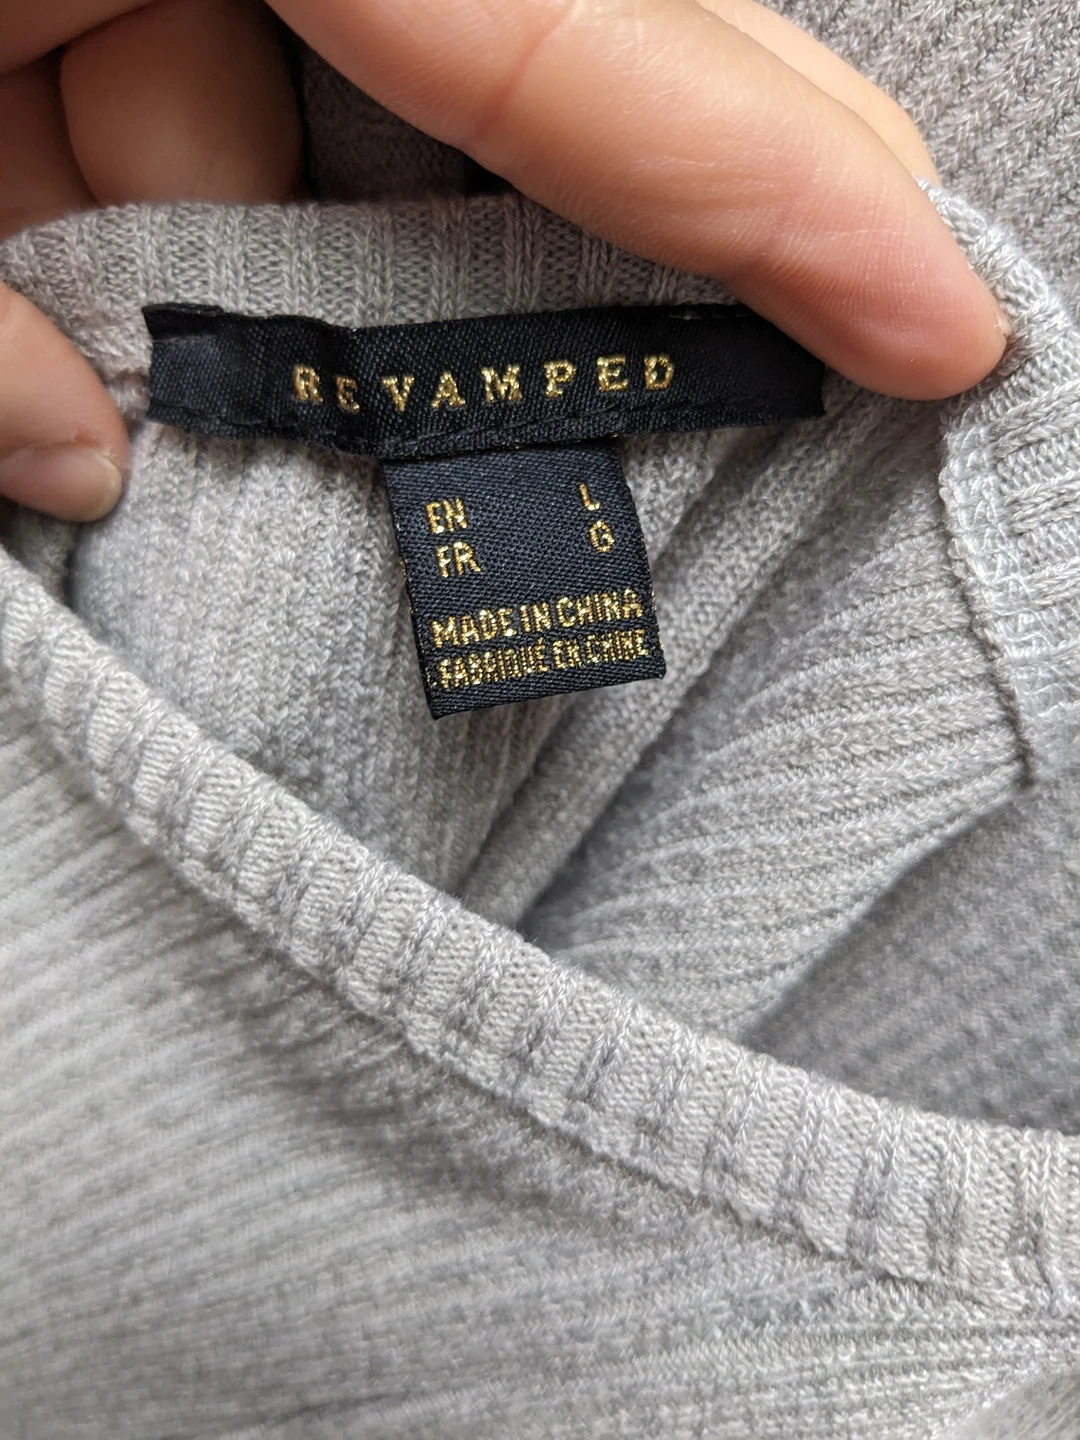 REVAMPED
EN L
FR G
MADE IN CHINA
FABRIQUÉ EN CHINE